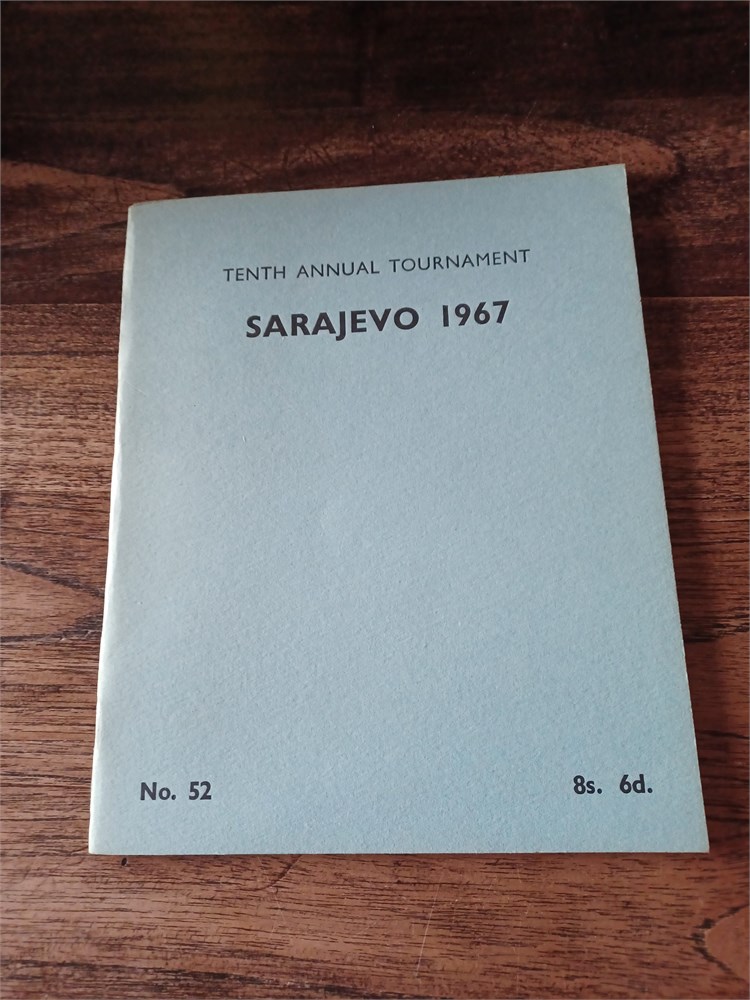 TENTH ANNUAL TOURNAMENT
SARAJEVO 1967
No. 52 8s. 6d.